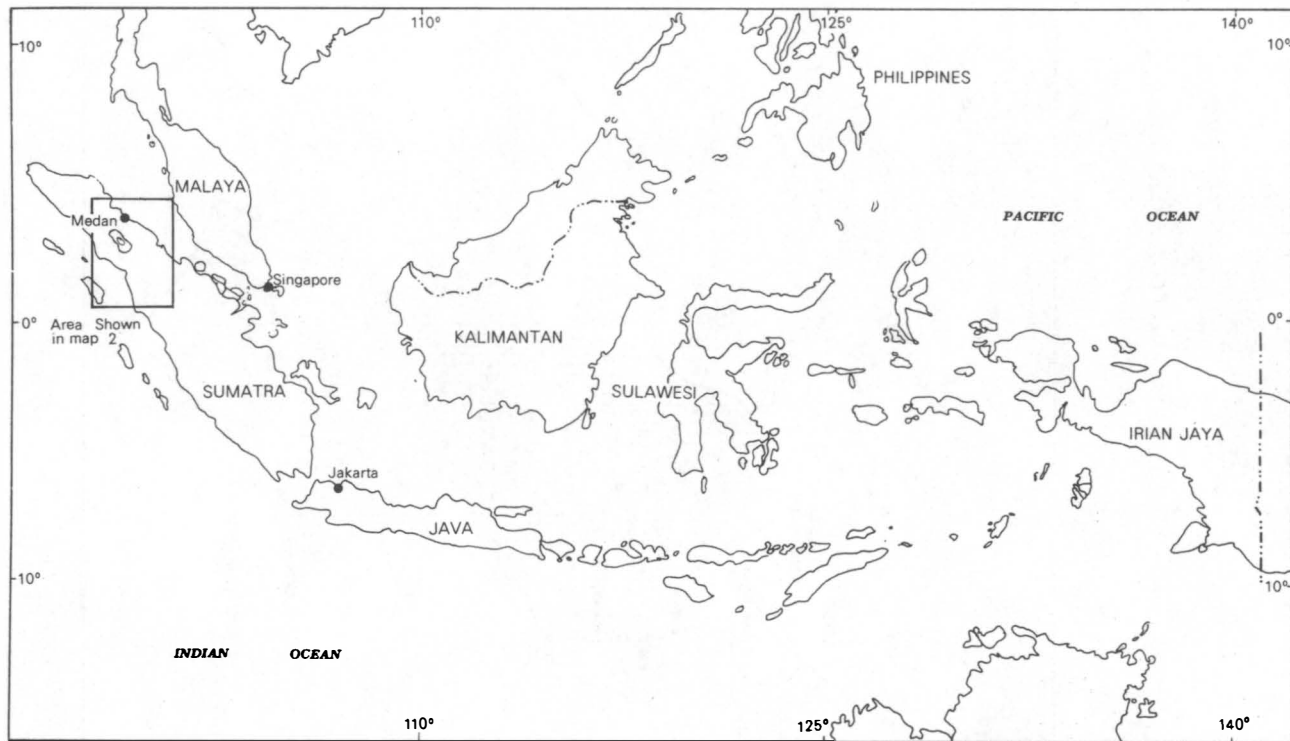 110°
125°
140°
10°
10°
PHILIPPINES
MALAYA
Medan
PACIFIC OCEAN
Singapore
0°
0°
Area Shown
in map 2
KALIMANTAN
SUMATRA
SULAWESI
IRIAN JAYA
Jakarta
JAVA
10°
10°
INDIAN OCEAN
110°
125°
140°